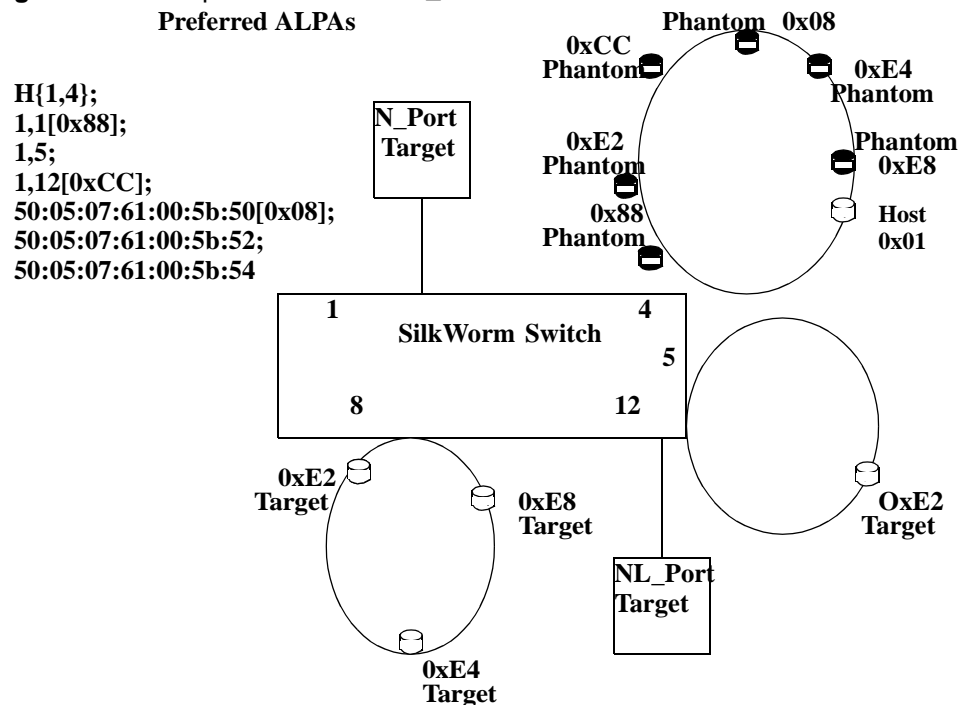 Preferred ALPAs
H{1,4};
1,1[0x88];
1,5;
1,12[0xCC];
50:05:07:61:00:5b:50[0x08];
50:05:07:61:00:5b:52;
50:05:07:61:00:5b:54
N_Port
Target
Phantom 0x08
0xCC
Phantom
0xE4
Phantom
0xE2
Phantom
Phantom
0xE8
0x88
Phantom
Host
0x01
1
4
SilkWorm Switch
5
8
12
0xE2
Target
0xE8
Target
OxE2
Target
NL_Port
Target
0xE4
Target